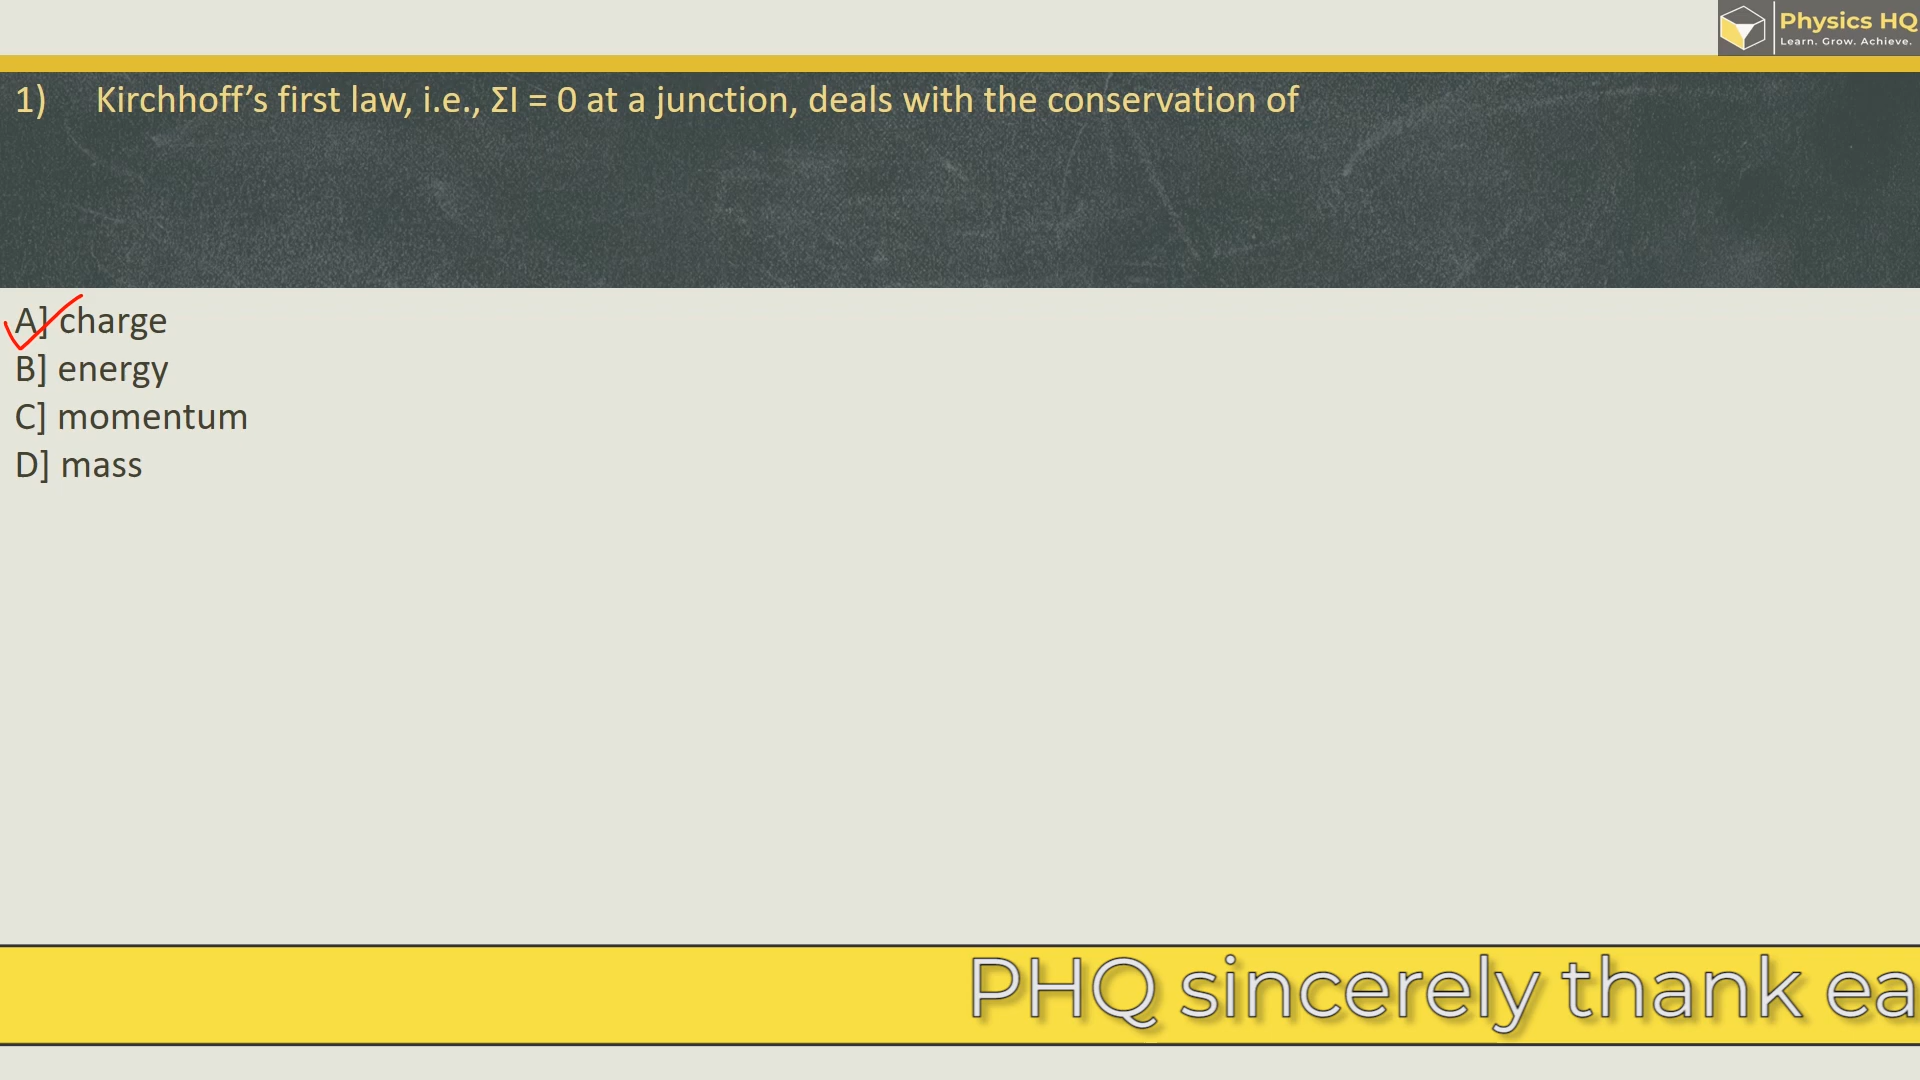 Physics HQ
Learn. Grow. Achieve.
1) Kirchhoff’s first law, i.e., ΣI = 0 at a junction, deals with the conservation of
A] charge
B] energy
C] momentum
D] mass
PHQ sincerely thank ea